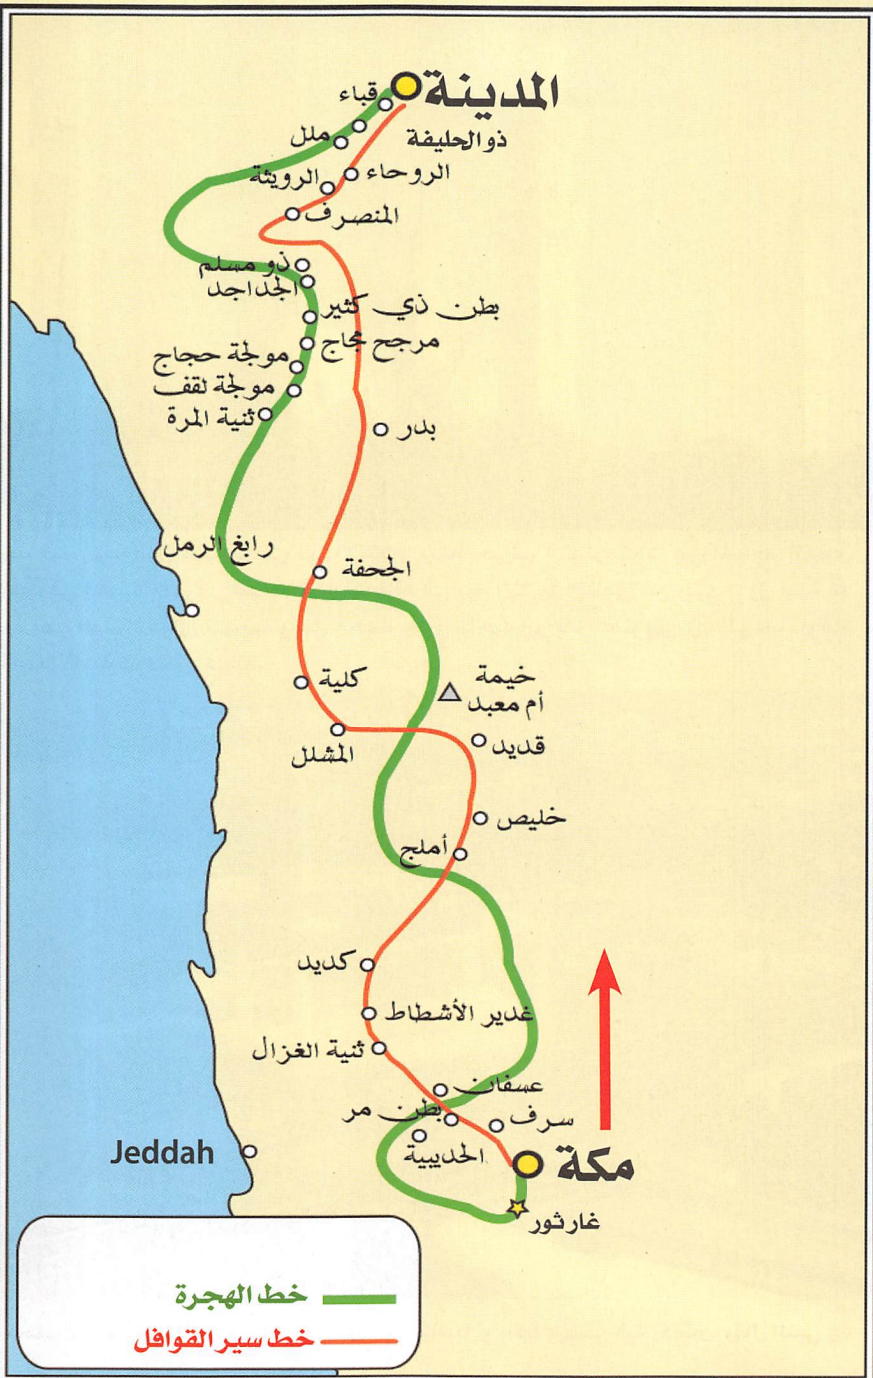 المدينة
قباء
ذو الحليفة
ملل
الروحاء
الرويثة
المنصرف
ذو مسلم
الجداجد
بطن ذي كثير
مرجح مجاج
مولجة حجاج
مولجة لقف
ثنية المرة
بدر
رابغ الرمل
الجحفة
خيمة
أم معبد
كلية
قديد
المشلل
خليص
أملج
كديد
غدير الأشطاط
ثنية الغزال
عسفان
بطن مر
سرف
الحديبية
Jeddah
مكة
غار ثور
خط الهجرة
خط سير القوافل